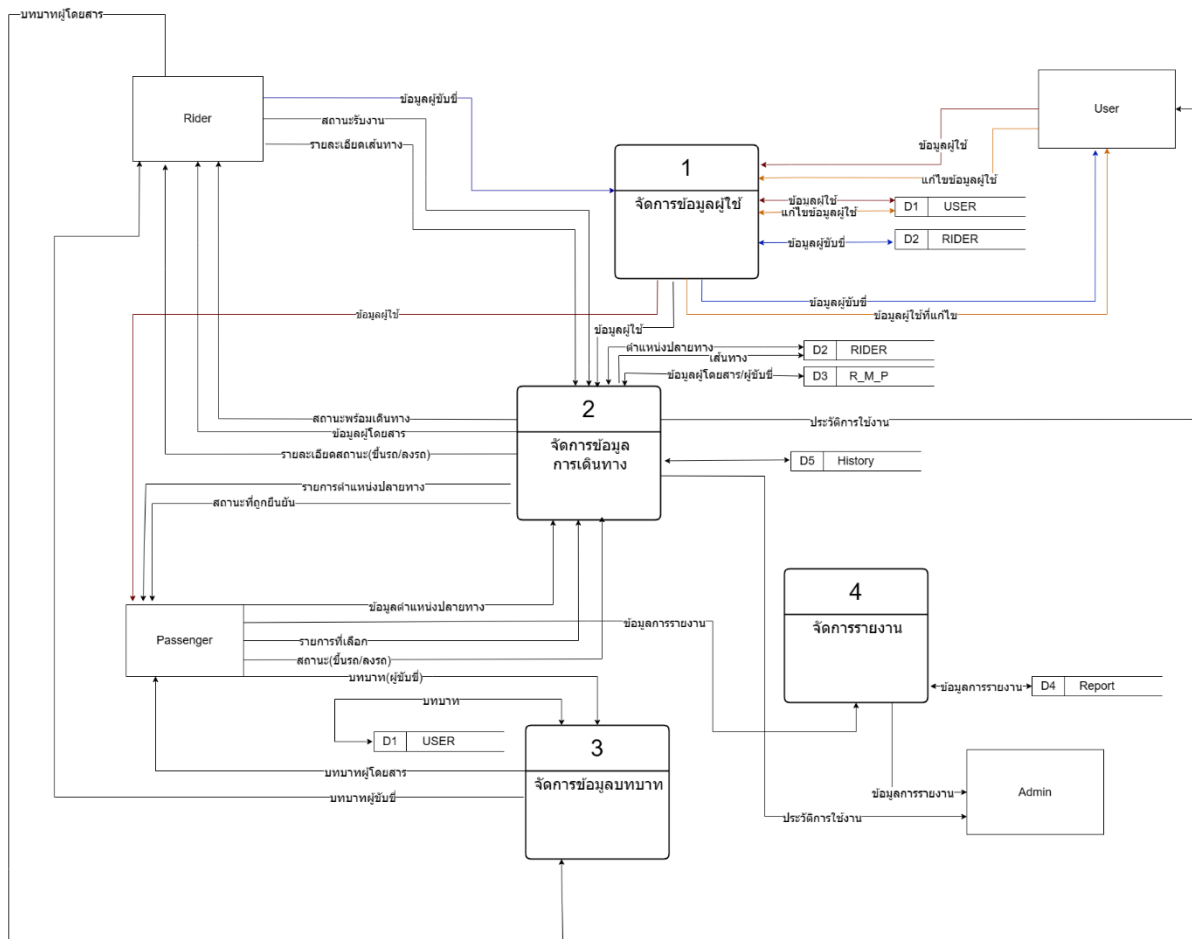 บทบาทผู้โดยสาร
Rider
User
ข้อมูลผู้ขับขี่
สถานะรับงาน
รายละเอียดเส้นทาง
ข้อมูลผู้ใช้
แก้ไขข้อมูลผู้ใช้
1
จัดการข้อมูลผู้ใช้
ข้อมูลผู้ใช้
แก้ไขข้อมูลผู้ใช้
D1 USER
ข้อมูลผู้ขับขี่
D2 RIDER
ข้อมูลผู้ขับขี่
ข้อมูลผู้ใช้
ข้อมูลผู้ใช้ที่แก้ไข
ข้อมูลผู้ใช้
ตำแหน่งปลายทาง
เส้นทาง
D2 RIDER
ข้อมูลผู้โดยสาร/ผู้ขับขี่
D3 R_M_P
2
จัดการข้อมูล
การเดินทาง
สถานะพร้อมเดินทาง
ข้อมูลผู้โดยสาร
รายละเอียดสถานะ(ขึ้นรถ/ลงรถ)
ประวัติการใช้งาน
D5 History
รายการตำแหน่งปลายทาง
สถานะที่ถูกยืนยัน
4
จัดการรายงาน
Passenger
ข้อมูลตำแหน่งปลายทาง
ข้อมูลการรายงาน
รายการที่เลือก
สถานะ(ขึ้นรถ/ลงรถ)
บทบาท(ผู้ขับขี่)
ข้อมูลการรายงาน
D4 Report
บทบาท
D1 USER
3
จัดการข้อมูลบทบาท
บทบาทผู้โดยสาร
บทบาทผู้ขับขี่
ข้อมูลการรายงาน
Admin
ประวัติการใช้งาน